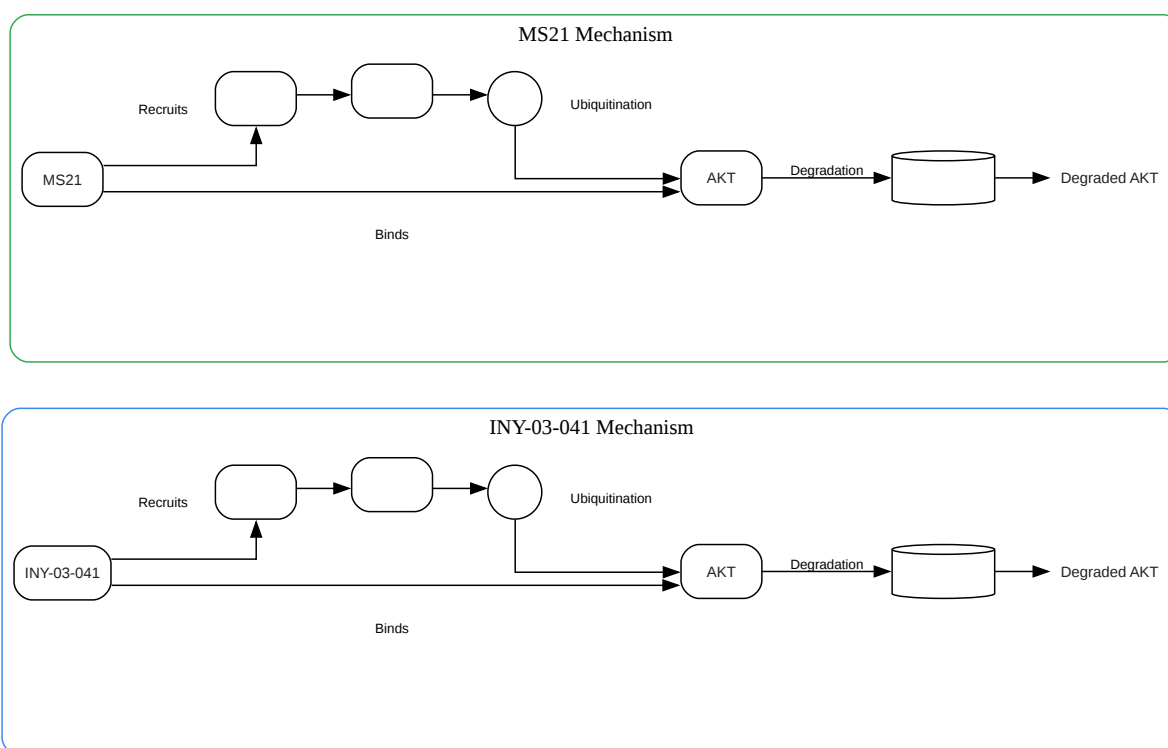 MS21 Mechanism
Recruits
Ubiquitination
MS21
AKT
Degradation
Degraded AKT
Binds
INY-03-041 Mechanism
Recruits
Ubiquitination
INY-03-041
AKT
Degradation
Degraded AKT
Binds